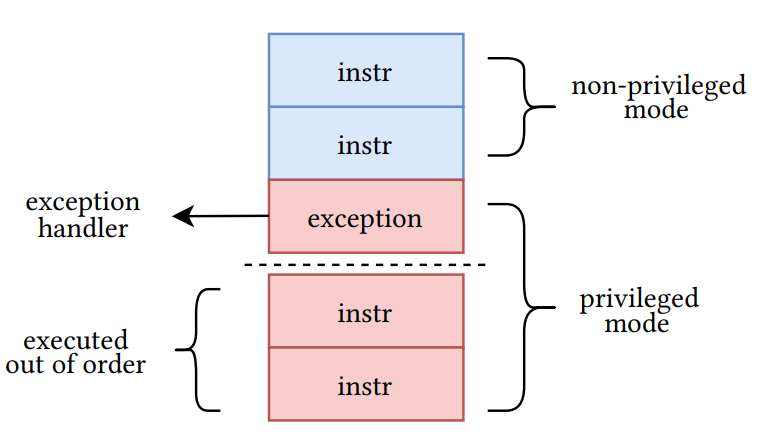 instr
non-privileged
mode
instr
exception
handler
exception
instr
privileged
mode
executed
out of order
instr